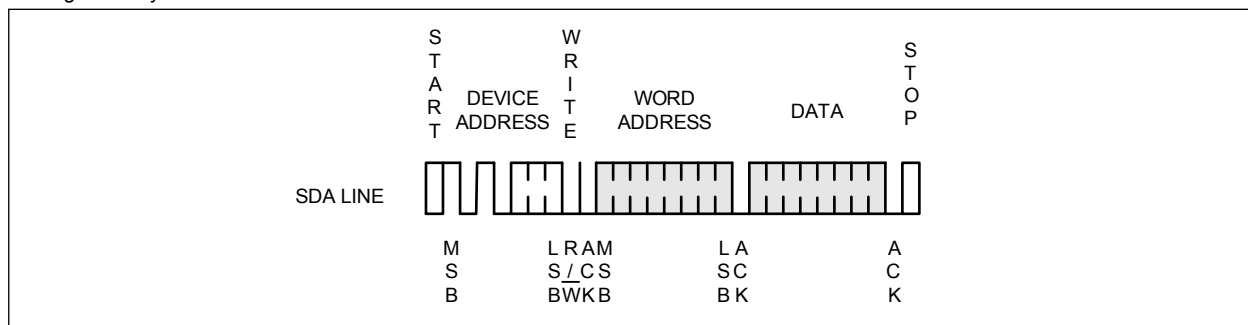 START
DEVICE
ADDRESS
WRITE
WORD
ADDRESS
DATA
STOP
SDA LINE
MSB
LSB
R/W
ACK
MSB
LSB
ACK
ACK